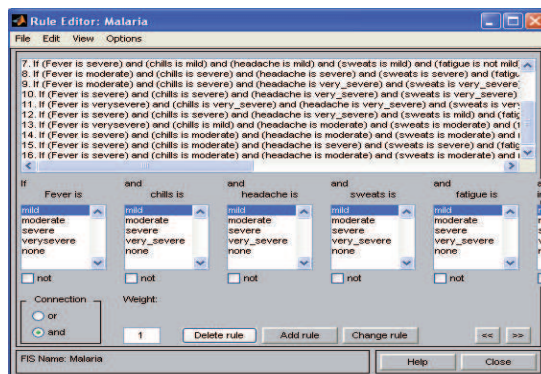 Rule Editor: Malaria
File Edit View Options
7. If (Fever is severe) and (chills is mild) and (headache is mild) and (sweats is mild) and (fatigue is not mild
8. If (Fever is moderate) and (chills is severe) and (headache is severe) and (sweats is severe) and (fatigu
9. If (Fever is moderate) and (chills is severe) and (headache is very_severe) and (sweats is very_severe)
10. If (Fever is severe) and (chills is severe) and (headache is very_severe) and (sweats is very_severe)
11. If (Fever is verysevere) and (chills is very_severe) and (headache is very_severe) and (sweats is very
12. If (Fever is severe) and (chills is severe) and (headache is very_severe) and (sweats is severe) and (
13. If (Fever is verysevere) and (chills is mild) and (headache is moderate) and (sweats is moderate) and (
14. If (Fever is severe) and (chills is moderate) and (headache is moderate) and (sweats is moderate) and
15. If (Fever is severe) and (chills is moderate) and (headache is severe) and (sweats is severe) and (fatig
16. If (Fever is severe) and (chills is moderate) and (headache is moderate) and (sweats is moderate) and
If and and and and
Fever is chills is headache is sweats is fatigue is
mild mild mild mild mild
moderate moderate moderate moderate moderate
severe severe severe severe severe
verysevere very_severe very_severe very_severe very_severe
none none none none none
not not not not not
Connection Weight:
or
and 1 Delete rule Add rule Change rule << >>
FIS Name: Malaria Help Close